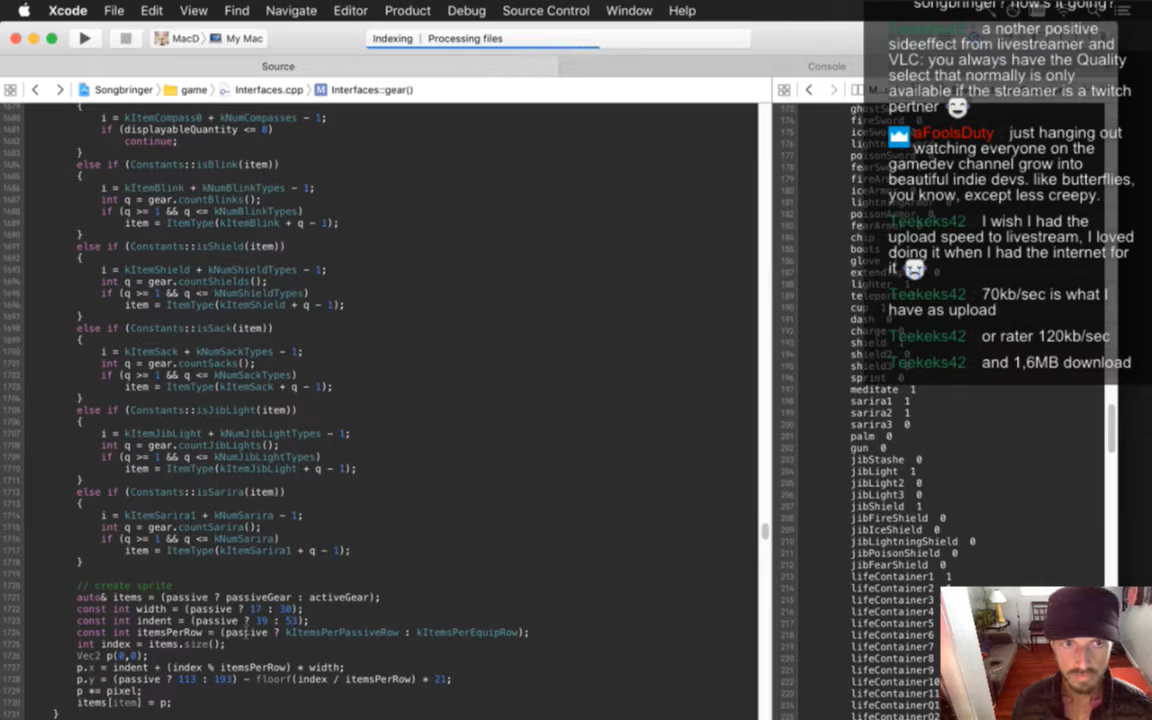 Xcode File Edit View Find Navigate Editor Product Debug Source Control Window Help
MacD My Mac
Indexing | Processing files
Source
Console
Songbringer game Interfaces.cpp M Interfaces::gear()
{
i = kItemCompass0 + kNumCompasses - 1;
if (displayableQuantity <= 0)
continue;
}
else if (Constants::isBlink(item))
{
i = kItemBlink + kNumBlinkTypes - 1;
int q = gear.countBlinks();
if (q >= 1 && q <= kNumBlinkTypes)
item = ItemType(kItemBlink + q - 1);
}
else if (Constants::isShield(item))
{
i = kItemShield + kNumShieldTypes - 1;
int q = gear.countShields();
if (q >= 1 && q <= kNumShieldTypes)
item = ItemType(kItemShield + q - 1);
}
else if (Constants::isSack(item))
{
i = kItemSack + kNumSackTypes - 1;
int q = gear.countSacks();
if (q >= 1 && q <= kNumSackTypes)
item = ItemType(kItemSack + q - 1);
}
else if (Constants::isJibLight(item))
{
i = kItemJibLight + kNumJibLightTypes - 1;
int q = gear.countJibLights();
if (q >= 1 && q <= kNumJibLightTypes)
item = ItemType(kItemJibLight + q - 1);
}
else if (Constants::isSarira(item))
{
i = kItemSarira1 + kNumSarira - 1;
int q = gear.countSarira();
if (q >= 1 && q <= kNumSarira)
item = ItemType(kItemSarira1 + q - 1);
}
// create sprite
auto& items = (passive ? passiveGear : activeGear);
const int width = (passive ? 17 : 30);
const int indent = (passive ? 39 : 53);
const int itemsPerRow = (passive ? kItemsPerPassiveRow : kItemsPerEquipRow);
int index = items.size();
Vec2 p(0,0);
p.x = indent + (index % itemsPerRow) * width;
p.y = (passive ? 113 : 193) - floorf(index / itemsPerRow) * 21;
p *= pixel;
items[item] = p;
}
songbringer? how's it going?
Teekeks42 : a nother positive
sideeffect from livestreamer and
VLC: you always have the Quality
select that normally is only
available if the streamer is a twitch
pertner
aFoolsDuty : just hanging out
watching everyone on the
gamedev channel grow into
beautiful indie devs. like butterflies,
you know, except less creepy.
Teekeks42 : I wish I had the
upload speed to livestream, I loved
doing it when I had the internet for
it
Teekeks42 : 70kb/sec is what I
have as upload
Teekeks42 : or rater 120kb/sec
Teekeks42 : and 1,6MB download
sprint 0
meditate 1
sarira1 1
sarira2 1
sarira3 0
palm 0
gun 0
jibStashe 0
jibLight 1
jibLight2 0
jibLight3 0
jibShield 1
jibFireShield 0
jibIceShield 0
jibLightningShield 0
jibPoisonShield 0
jibFearShield 0
lifeContainer1 1
lifeContainer2
lifeContainer3
lifeContainer4
lifeContainer5
lifeContainer6
lifeContainer7
lifeContainer8
lifeContainer9
lifeContainer10
lifeContainer11
lifeContainerQ1
lifeContainerQ2